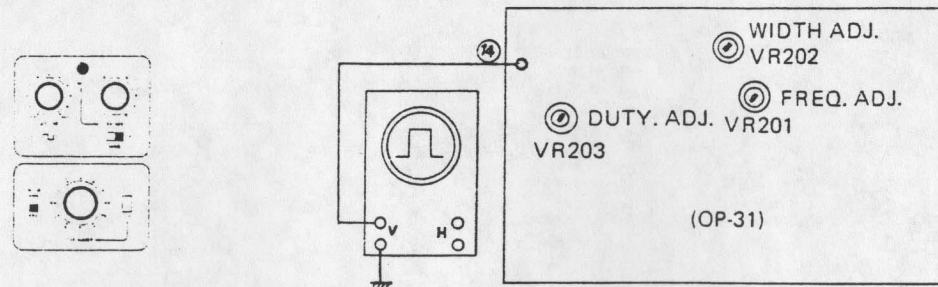 14
WIDTH ADJ.
VR202
FREQ. ADJ.
VR201
DUTY. ADJ.
VR203
V
H
(OP-31)